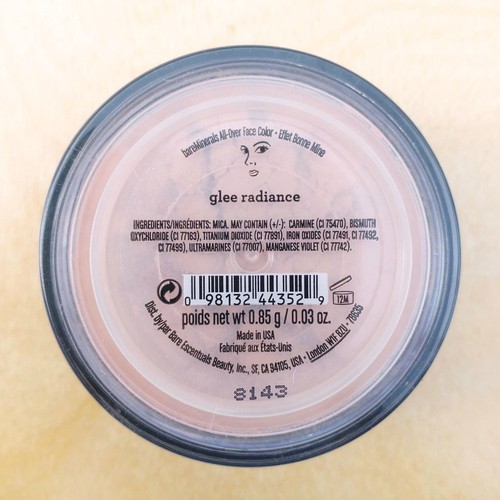 bareMinerals All-Over Face Color • Effet Bonne Mine
glee radiance
INGREDIENTS/INGRÉDIENTS: MICA. MAY CONTAIN (+/-): CARMINE (CI 75470), BISMUTH
OXYCHLORIDE (CI 77163), TITANIUM DIOXIDE (CI 77891), IRON OXIDES (CI 77491, CI 77492,
CI 77499), ULTRAMARINES (CI 77007), MANGANESE VIOLET (CI 77742).
0 98132 44352 9
12M
poids net wt 0.85 g / 0.03 oz.
Made in USA
Fabriqué aux États-Unis
Dist. by/par Bare Escentuals Beauty, Inc., SF, CA 94105, USA • London W1F 8ZU • 78635
8143